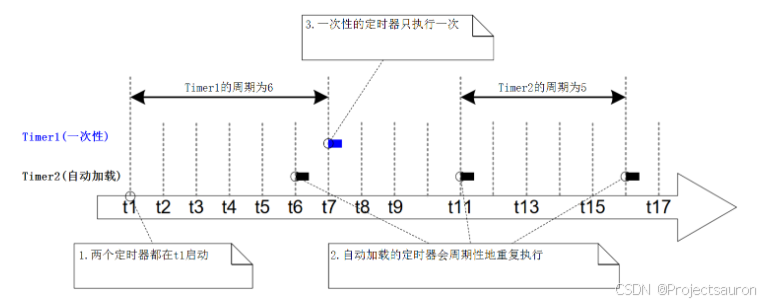 3.一次性的定时器只执行一次
Timer1的周期为6
Timer2的周期为5
Timer1(一次性)
Timer2(自动加载)
t1 t2 t3 t4 t5 t6 t7 t8 t9 t11 t13 t15 t17
1.两个定时器都在t1启动
2.自动加载的定时器会周期性地重复执行
CSDN @Projectsauron